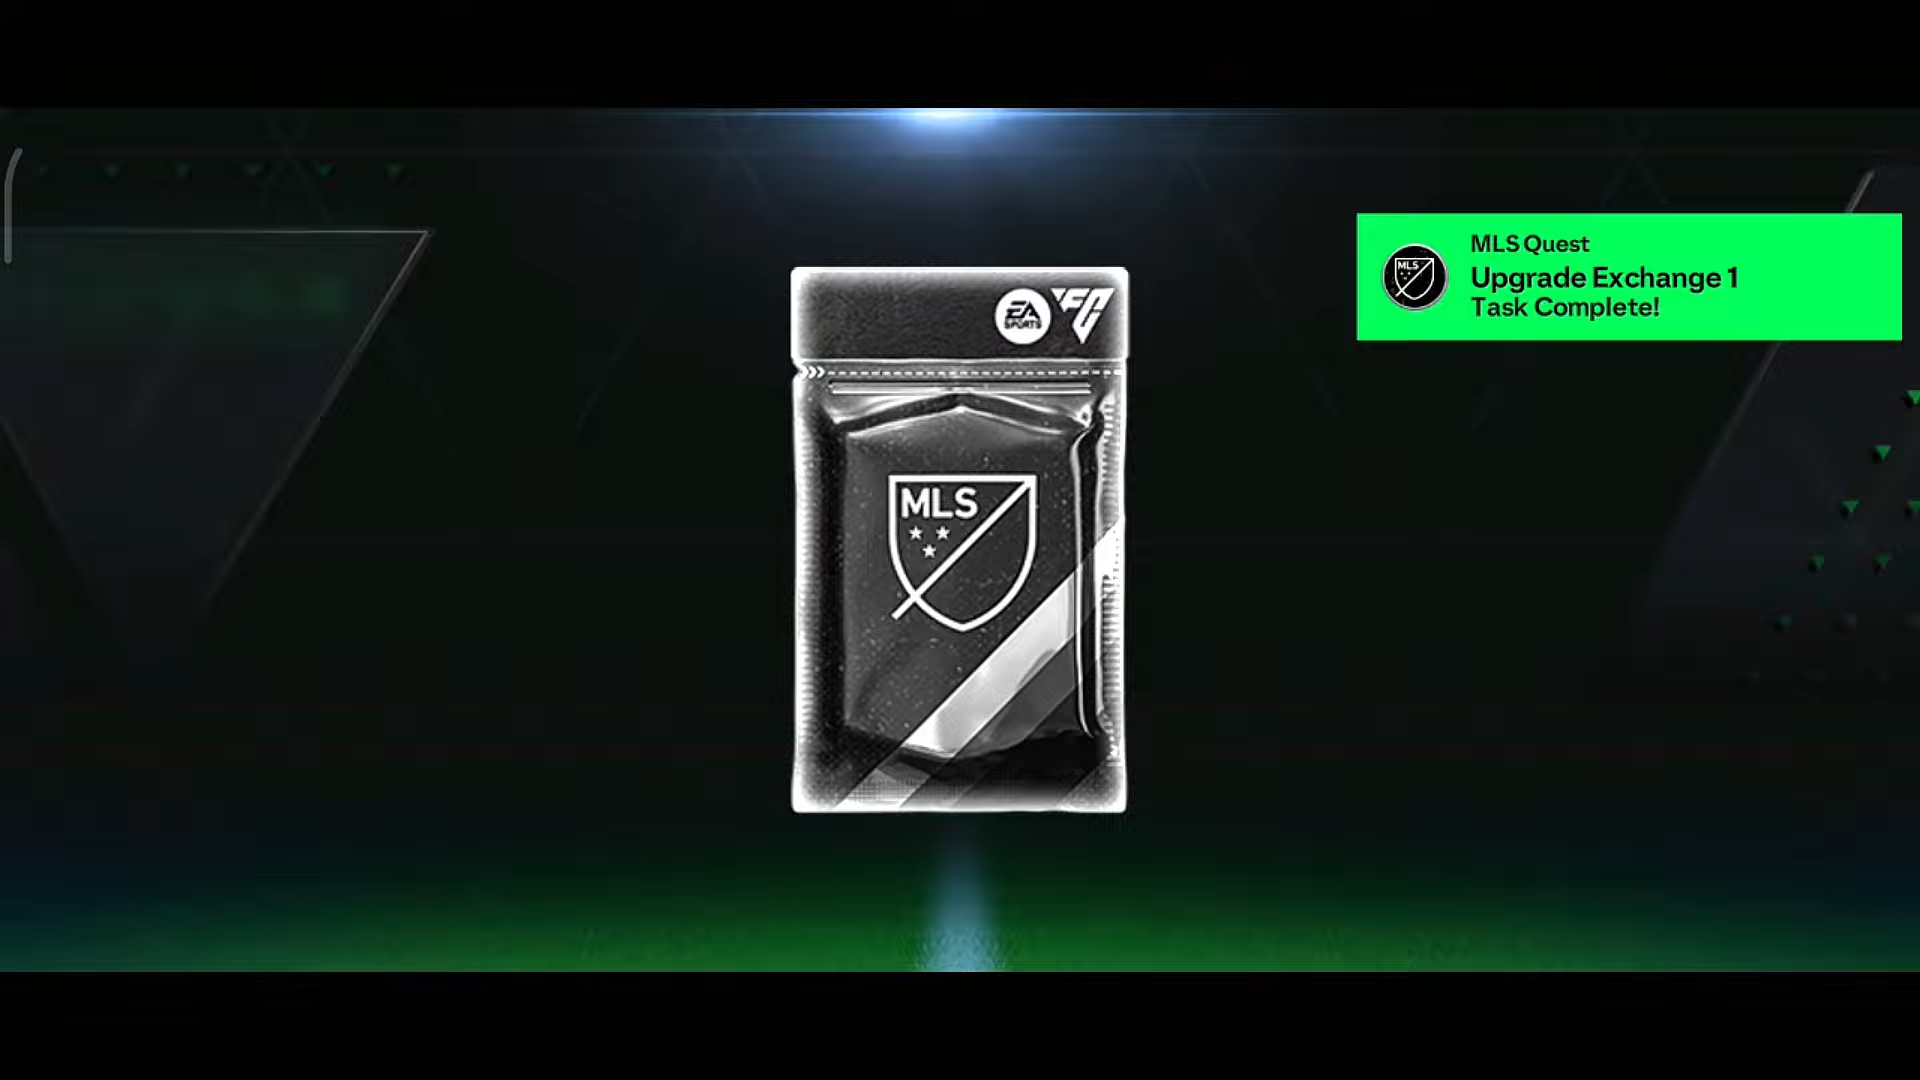 MLS Quest
MLS
Upgrade Exchange 1
Task Complete!
EA
SPORTS
FC
MLS